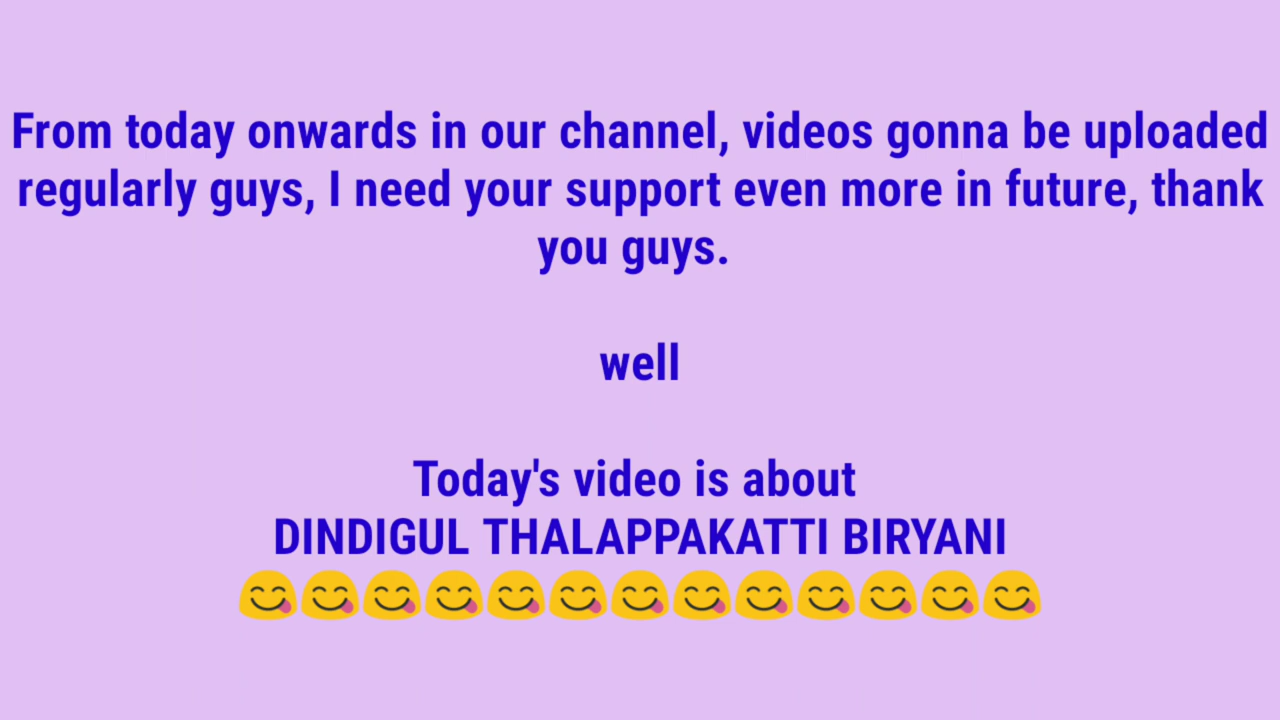 From today onwards in our channel, videos gonna be uploaded
regularly guys, I need your support even more in future, thank
you guys.
well
Today's video is about
DINDIGUL THALAPPAKATTI BIRYANI
😋😋😋😋😋😋😋😋😋😋😋😋😋